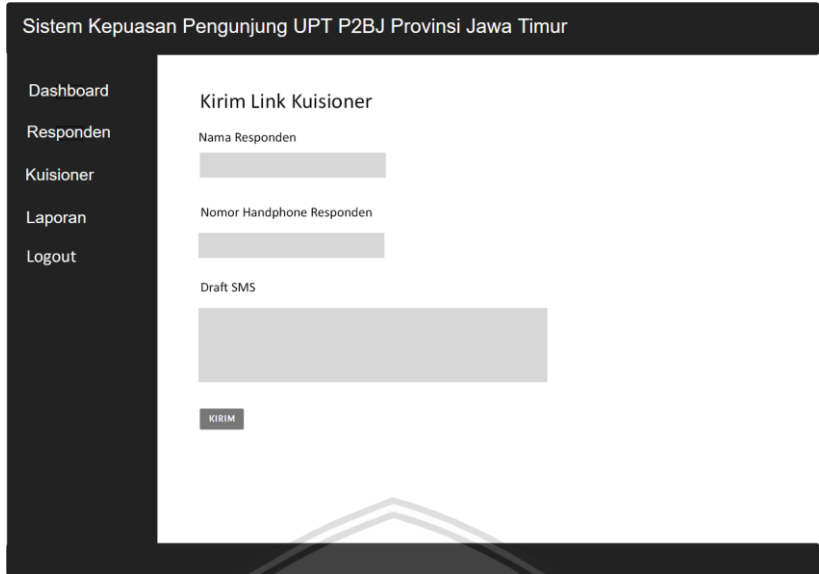 Sistem Kepuasan Pengunjung UPT P2BJ Provinsi Jawa Timur
Dashboard
Responden
Kuisioner
Laporan
Logout
Kirim Link Kuisioner
Nama Responden
Nomor Handphone Responden
Draft SMS
KIRIM